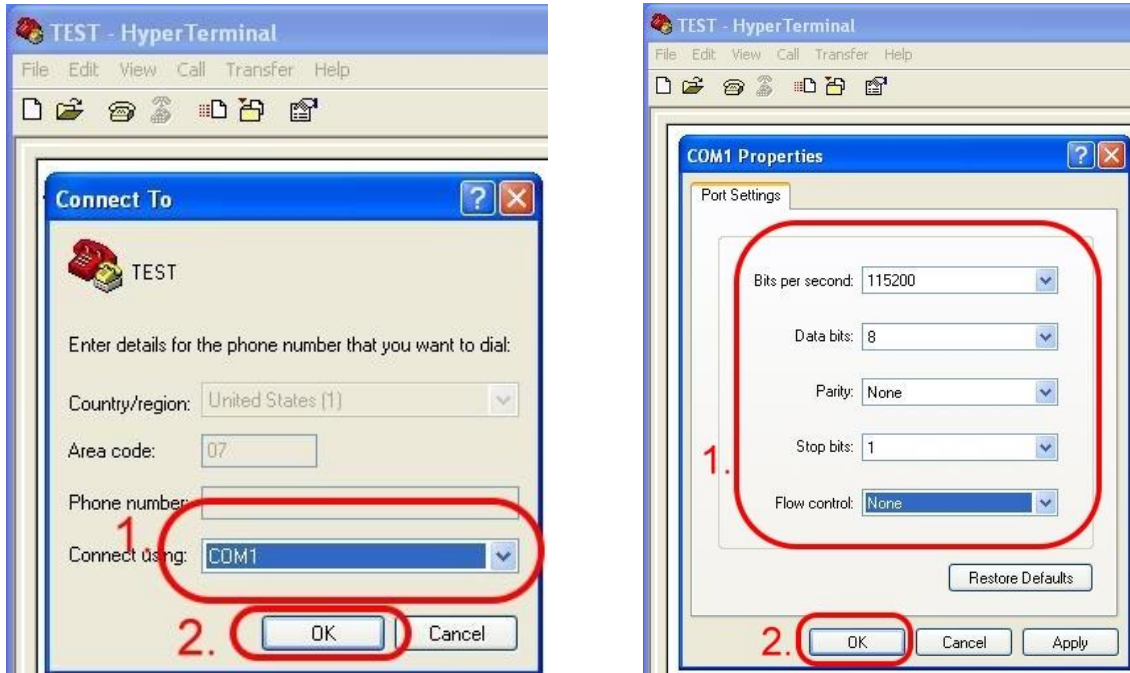 TEST - HyperTerminal
File Edit View Call Transfer Help
Connect To
TEST
Enter details for the phone number that you want to dial:
Country/region: United States (1)
Area code: 07
Phone number:
1.
Connect using: COM1
2. OK Cancel
TEST - HyperTerminal
File Edit View Call Transfer Help
COM1 Properties
Port Settings
Bits per second: 115200
Data bits: 8
Parity: None
Stop bits: 1
1.
Flow control: None
Restore Defaults
2. OK Cancel Apply